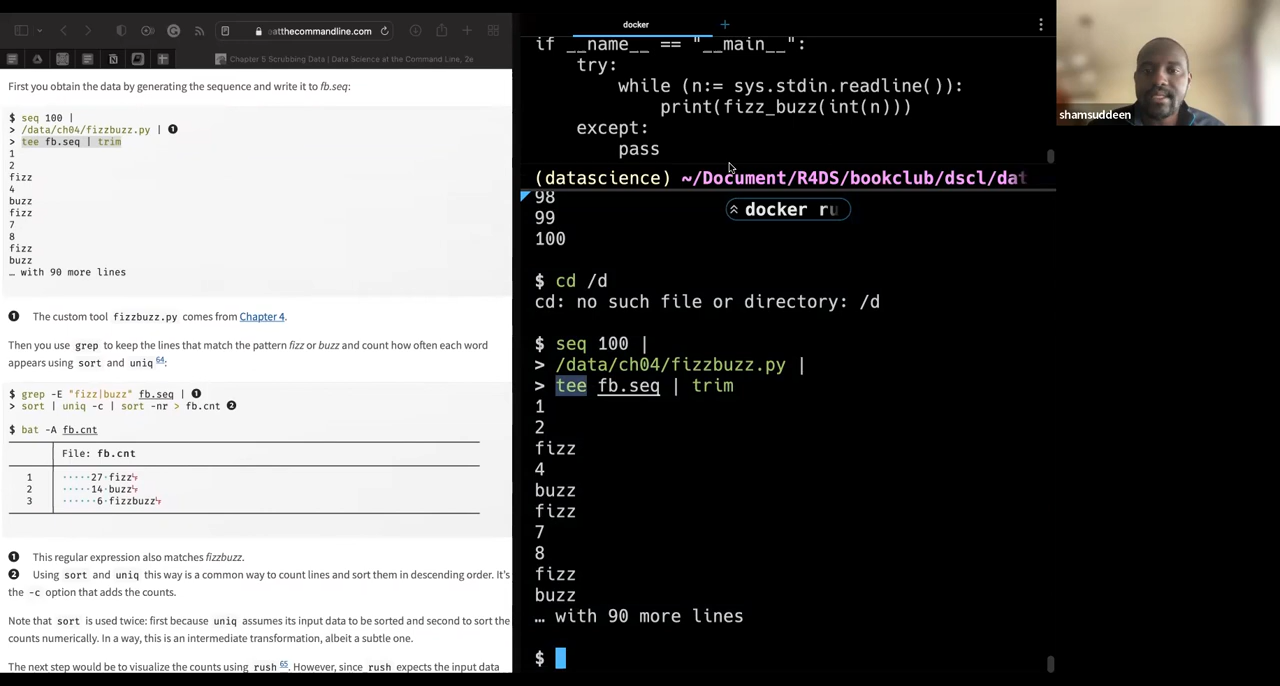 atthecommandline.com
Chapter 5 Scrubbing Data | Data Science at the Command Line, 2e
First you obtain the data by generating the sequence and write it to fb.seq:
$ seq 100 |
> /data/ch04/fizzbuzz.py | ❶
> tee fb.seq | trim
1
2
fizz
4
buzz
fizz
7
8
fizz
buzz
… with 90 more lines
❶ The custom tool fizzbuzz.py comes from Chapter 4.
Then you use grep to keep the lines that match the pattern fizz or buzz and count how often each word
appears using sort and uniq 64:
$ grep -E "fizz|buzz" fb.seq | ❶
> sort | uniq -c | sort -nr > fb.cnt ❷
$ bat -A fb.cnt
File: fb.cnt
1 ·····27·fizz␊
2 ·····14·buzz␊
3 ······6·fizzbuzz␊
❶ This regular expression also matches fizzbuzz.
❷ Using sort and uniq this way is a common way to count lines and sort them in descending order. It's
the -c option that adds the counts.
Note that sort is used twice: first because uniq assumes its input data to be sorted and second to sort the
counts numerically. In a way, this is an intermediate transformation, albeit a subtle one.
The next step would be to visualize the counts using rush 65. However, since rush expects the input data
docker
if __name__ == "__main__":
try:
while (n:= sys.stdin.readline()):
print(fizz_buzz(int(n)))
except:
pass
(datascience) ~/Document/R4DS/bookclub/dscl/dat
98
docker ru
99
100
$ cd /d
cd: no such file or directory: /d
$ seq 100 |
> /data/ch04/fizzbuzz.py |
> tee fb.seq | trim
1
2
fizz
4
buzz
fizz
7
8
fizz
buzz
… with 90 more lines
$
shamsuddeen